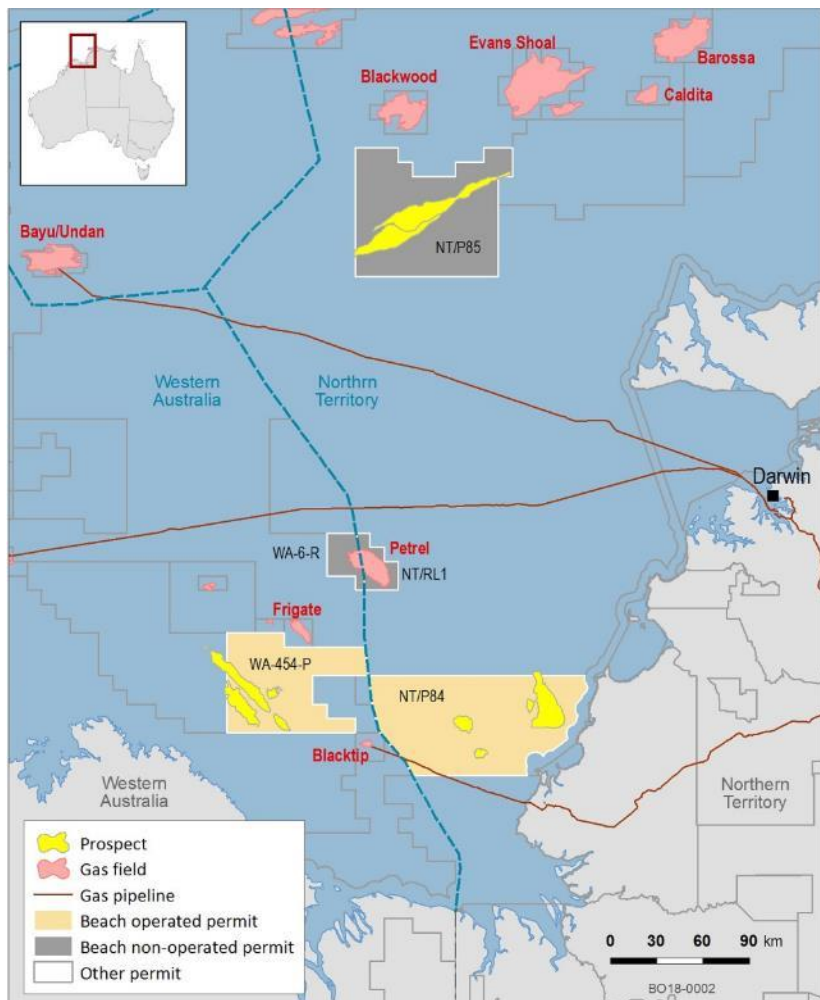 Evans Shoal
Barossa
Blackwood
Caldita
NT/P85
Bayu/Undan
Western
Australia
Northrn
Territory
Darwin
WA-6-R
Petrel
NT/RL1
Frigate
WA-454-P
NT/P84
Blacktip
Western
Australia
Northern
Territory
Prospect
Gas field
Gas pipeline
Beach operated permit
Beach non-operated permit
Other permit
0 30 60 90 km
BO18-0002